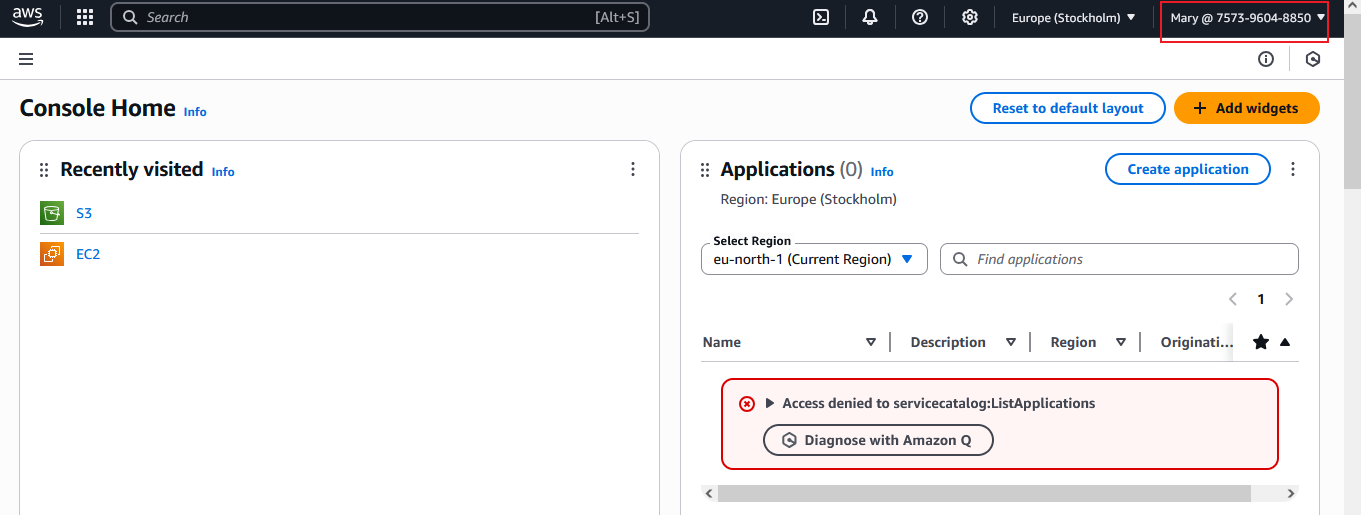 aws
Search [Alt+S]
Europe (Stockholm)
Mary @ 7573-9604-8850
Console Home Info
Reset to default layout
Add widgets
Recently visited Info
S3
EC2
Applications (0) Info
Create application
Region: Europe (Stockholm)
Select Region
eu-north-1 (Current Region)
Find applications
1
Name
Description
Region
Originati...
Access denied to servicecatalog:ListApplications
Diagnose with Amazon Q